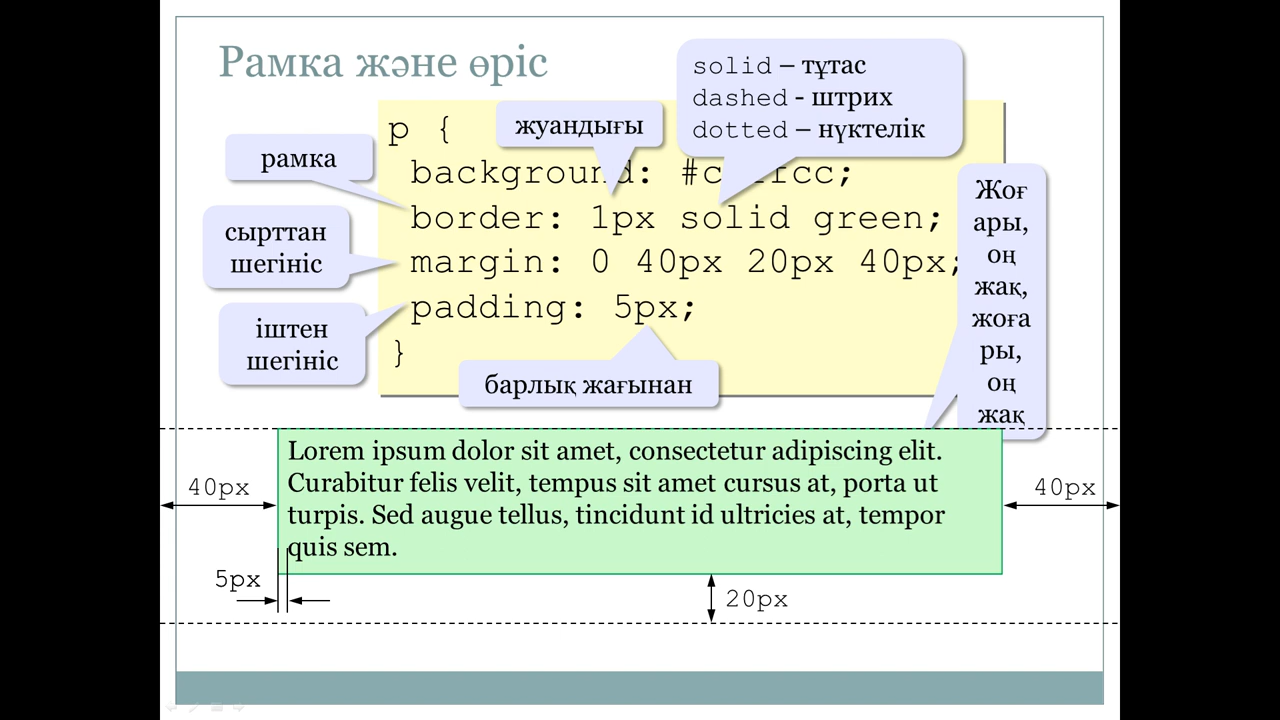 Рамка және өріс
solid – тұтас
dashed - штрих
dotted – нүктелік
жуандығы
рамка
p {
background: #c
fcc;
border: 1px solid green;
сырттан
шегініс
margin: 0 40px 20px 40px;
іштен
шегініс
padding: 5px;
}
барлық жағынан
Жоғ
ары,
оң
жақ,
жоға
ры,
оң
жақ
Lorem ipsum dolor sit amet, consectetur adipiscing elit.
Curabitur felis velit, tempus sit amet cursus at, porta ut
turpis. Sed augue tellus, tincidunt id ultricies at, tempor
quis sem.
40px
40px
5px
20px